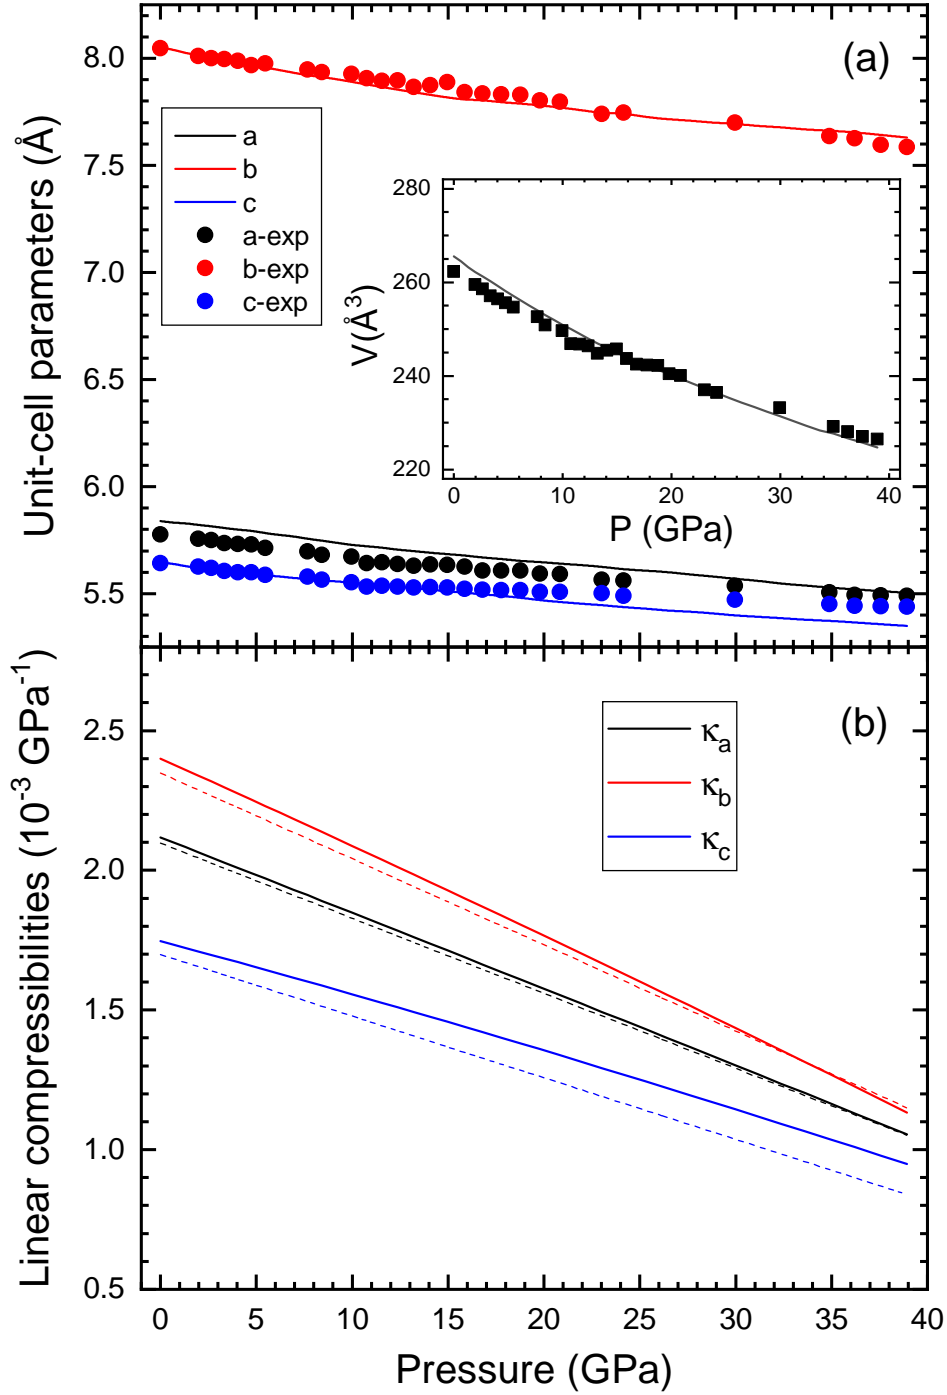 (a)
Unit-cell parameters (Å)
8.0
7.5
7.0
6.5
6.0
5.5
a
b
c
a-exp
b-exp
c-exp
V(Å³)
280
260
240
220
0 10 20 30 40
P (GPa)
(b)
Linear compressibilities (10⁻³ GPa⁻¹)
2.5
2.0
1.5
1.0
0.5
κₐ
κ_b
κ_c
0 5 10 15 20 25 30 35 40
Pressure (GPa)